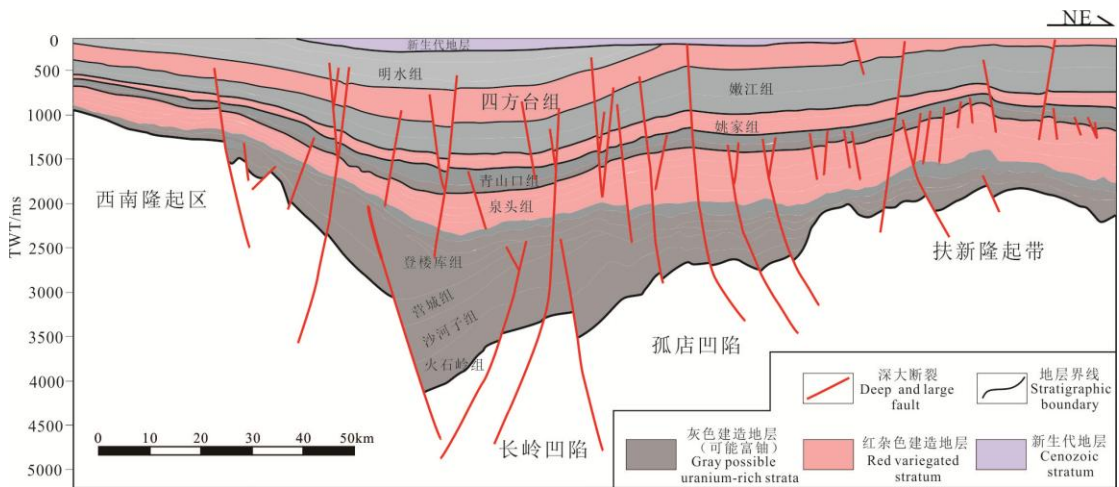 NE
TWT/ms
0
500
1000
1500
2000
2500
3000
3500
4000
4500
5000
新生代地层
明水组
四方台组
嫩江组
姚家组
青山口组
泉头组
登楼库组
营城组
沙河子组
火石岭组
西南隆起区
扶新隆起带
孤店凹陷
长岭凹陷
0 10 20 30 40 50km
深大断裂
Deep and large
fault
地层界线
Stratigraphic
boundary
灰色建造地层
（可能富铀）
Gray possible
uranium-rich strata
红杂色建造地层
Red variegated
stratum
新生代地层
Cenozoic
stratum